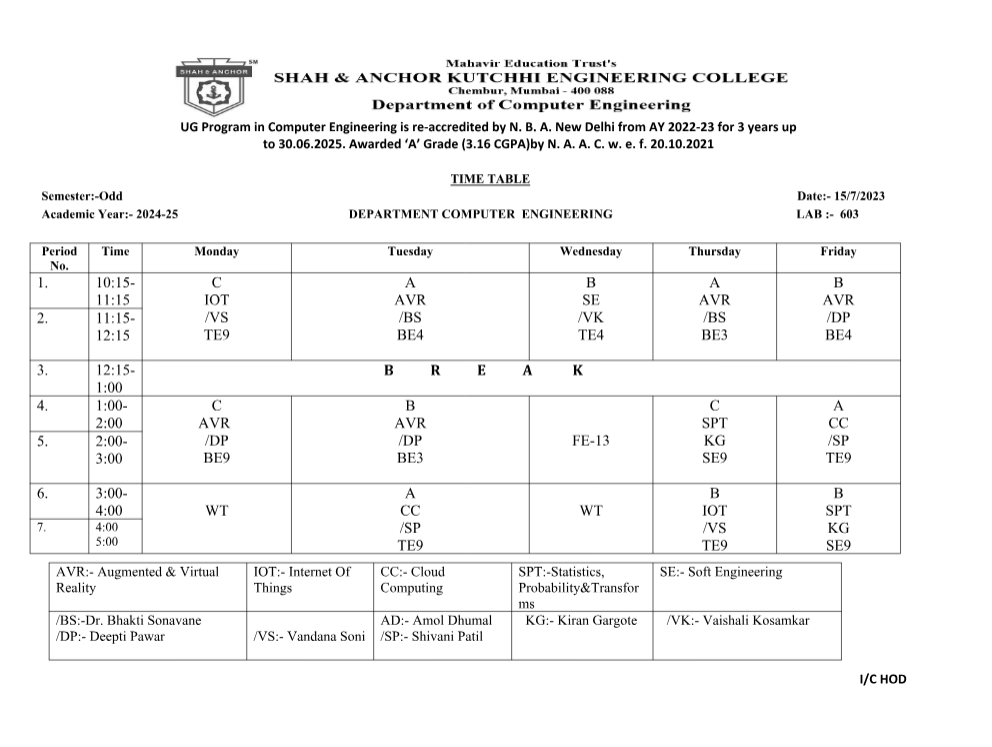 SHAH & ANCHOR
SM
Mahavir Education Trust's
SHAH & ANCHOR KUTCHHI ENGINEERING COLLEGE
Chembur, Mumbai - 400 088
Department of Computer Engineering
UG Program in Computer Engineering is re-accredited by N. B. A. New Delhi from AY 2022-23 for 3 years up
to 30.06.2025. Awarded ‘A’ Grade (3.16 CGPA)by N. A. A. C. w. e. f. 20.10.2021
TIME TABLE
Semester:-Odd Date:- 15/7/2023
Academic Year:- 2024-25 DEPARTMENT COMPUTER ENGINEERING LAB :- 603
Period Time Monday Tuesday Wednesday Thursday Friday
No.
1. 10:15- C A B A B
11:15 IOT AVR SE AVR AVR
2. 11:15- /VS /BS /VK /BS /DP
12:15 TE9 BE4 TE4 BE3 BE4
3. 12:15- B R E A K
1:00
4. 1:00- C B C A
2:00 AVR AVR SPT CC
5. 2:00- /DP /DP FE-13 KG /SP
3:00 BE9 BE3 SE9 TE9
6. 3:00- A B B
4:00 WT CC WT IOT SPT
7. 4:00 /SP /VS KG
5:00 TE9 TE9 SE9
AVR:- Augmented & Virtual IOT:- Internet Of CC:- Cloud SPT:-Statistics, SE:- Soft Engineering
Reality Things Computing Probability&Transfor
ms
/BS:-Dr. Bhakti Sonavane AD:- Amol Dhumal KG:- Kiran Gargote /VK:- Vaishali Kosamkar
/DP:- Deepti Pawar /VS:- Vandana Soni /SP:- Shivani Patil
I/C HOD